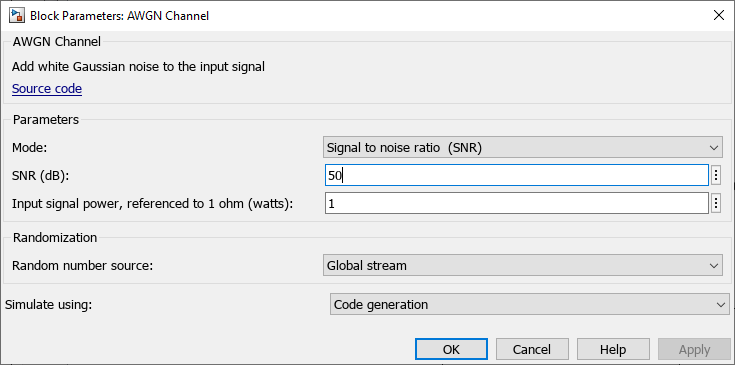 Block Parameters: AWGN Channel
AWGN Channel
Add white Gaussian noise to the input signal
Source code
Parameters
Mode: Signal to noise ratio  (SNR)
SNR (dB): 50
Input signal power, referenced to 1 ohm (watts): 1
Randomization
Random number source: Global stream
Simulate using: Code generation
OK Cancel Help Apply